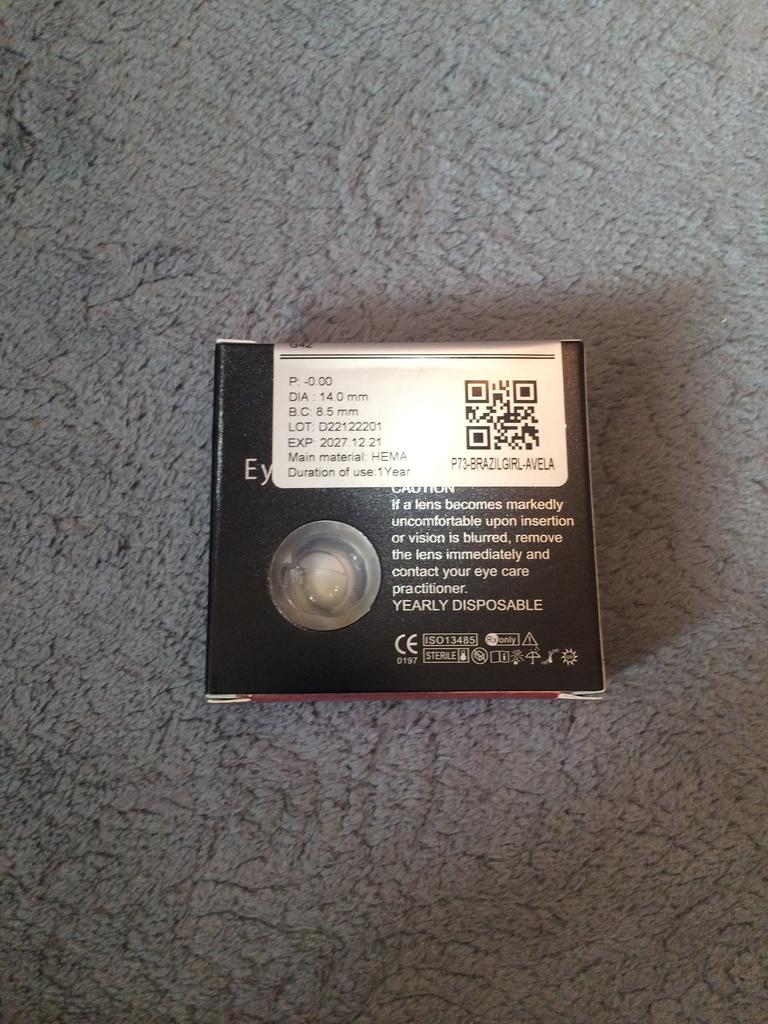 G42
P: -0.00
DIA : 14.0 mm
B.C: 8.5 mm
LOT: D22122201
EXP: 2027.12.21
Main material: HEMA
Duration of use:1Year
P73-BRAZILGIRL-AVELA
Ey
CAUTION
If a lens becomes markedly
uncomfortable upon insertion
or vision is blurred, remove
the lens immediately and
contact your eye care
practitioner.
YEARLY DISPOSABLE
CE ISO13485 Rx only
0197 STERILE